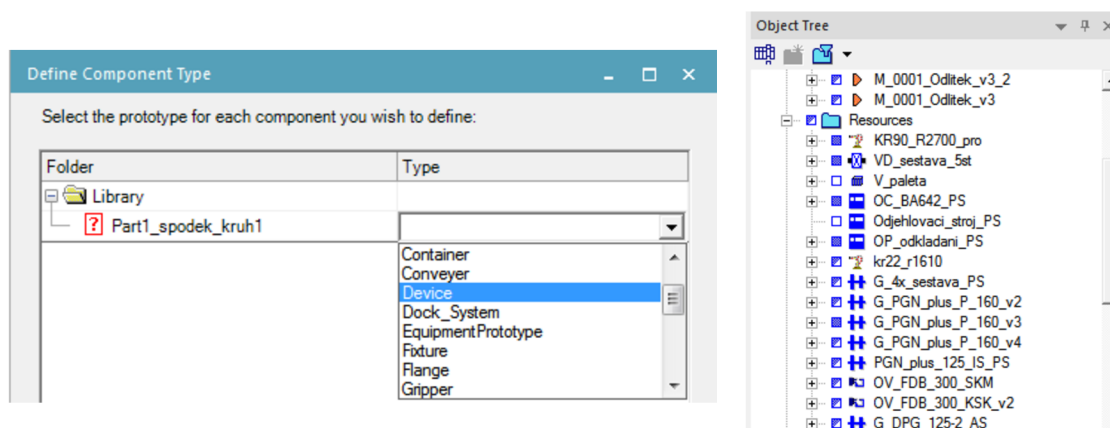 Define Component Type
Select the prototype for each component you wish to define:
Folder Type
Library
Part1_spodek_kruh1
Container
Conveyer
Device
Dock_System
EquipmentPrototype
Fixture
Flange
Gripper
Object Tree
M_0001_Odlitek_v3_2
M_0001_Odlitek_v3
Resources
KR90_R2700_pro
VD_sestava_5st
V_paleta
OC_BA642_PS
Odjehlovaci_stroj_PS
OP_odkladani_PS
kr22_r1610
G_4x_sestava_PS
G_PGN_plus_P_160_v2
G_PGN_plus_P_160_v3
G_PGN_plus_P_160_v4
PGN_plus_125_IS_PS
OV_FDB_300_SKM
OV_FDB_300_KSK_v2
G_DPG_125-2_AS